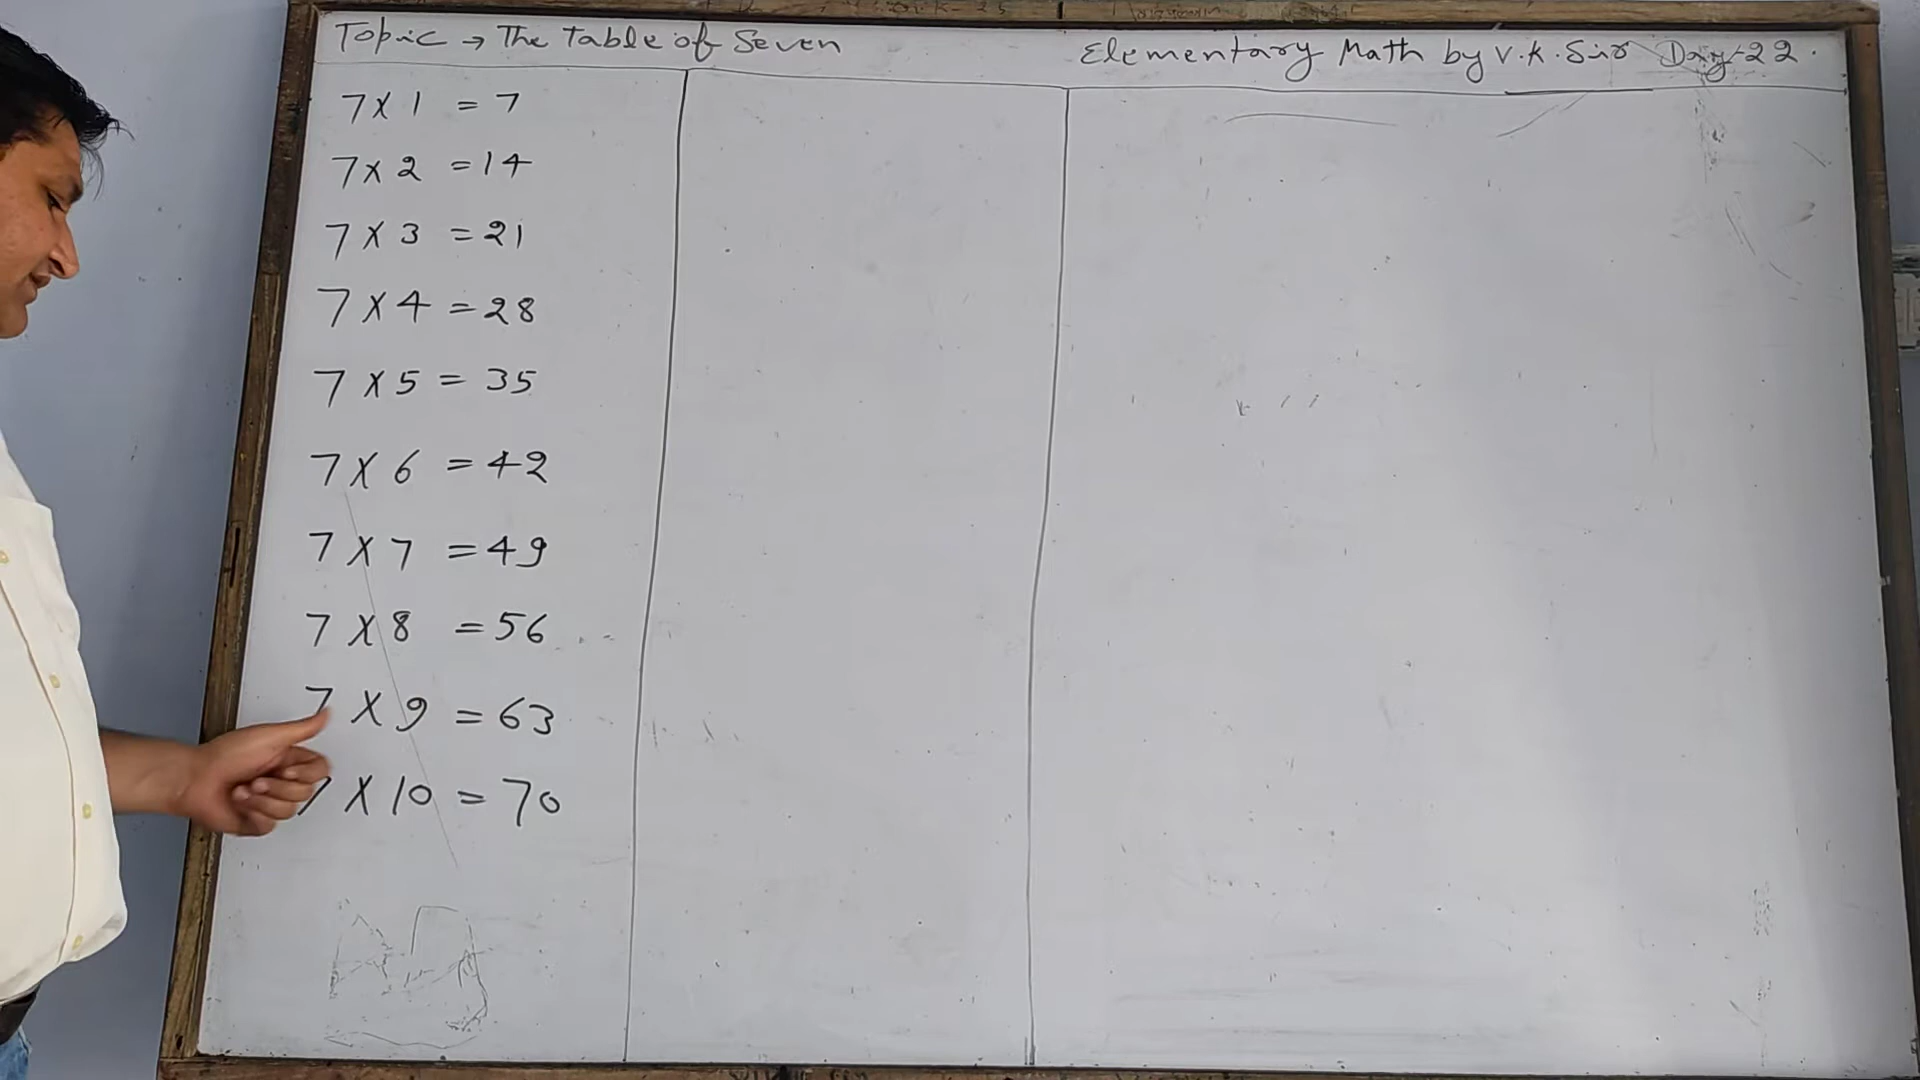 Topic → The Table of Seven
Elementary Math by V.K. Sir Day-22.
7 X 1 = 7
7 X 2 = 14
7 X 3 = 21
7 X 4 = 28
7 X 5 = 35
7 X 6 = 42
7 X 7 = 49
7 X 8 = 56
7 X 9 = 63
7 X 10 = 70